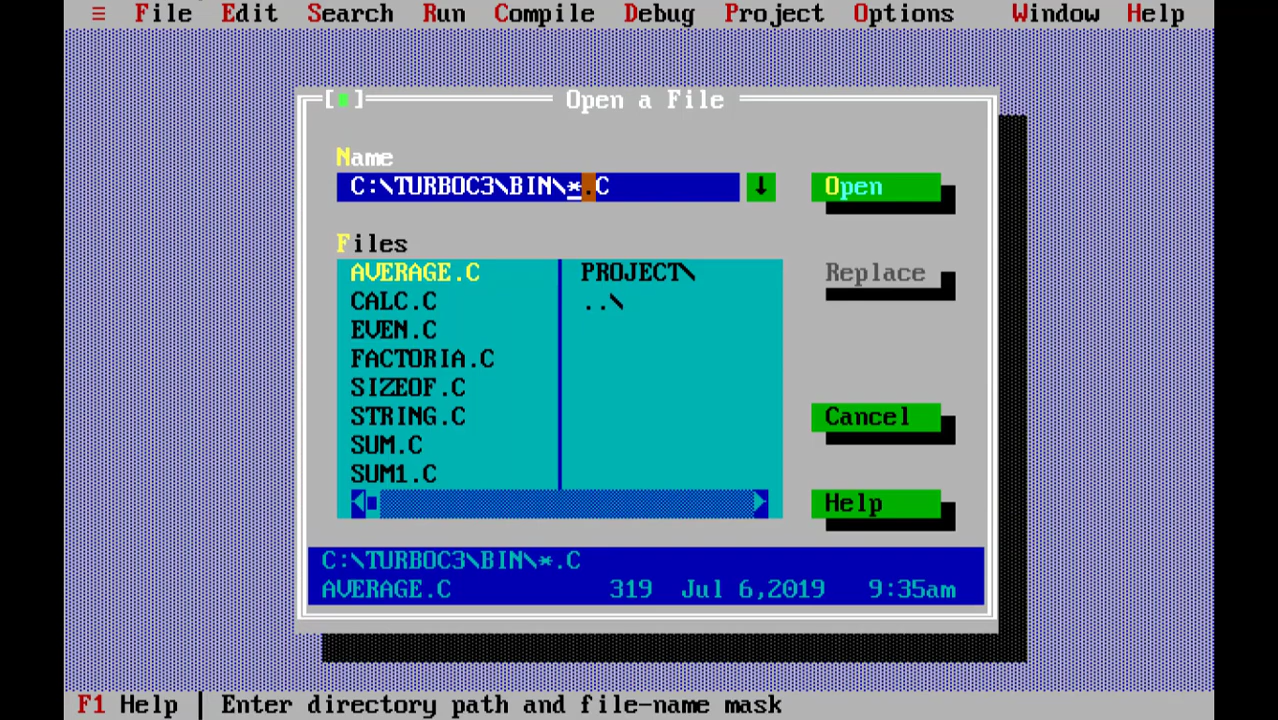 ≡ File Edit Search Run Compile Debug Project Options Window Help
[■] Open a File
Name
C:\TURBOC3\BIN\*.C ↓ Open
Files
AVERAGE.C PROJECT\ Replace
CALC.C ..\
EVEN.C
FACTORIA.C
SIZEOF.C
STRING.C Cancel
SUM.C
SUM1.C
Help
C:\TURBOC3\BIN\*.C
AVERAGE.C 319 Jul 6,2019 9:35am
F1 Help | Enter directory path and file-name mask